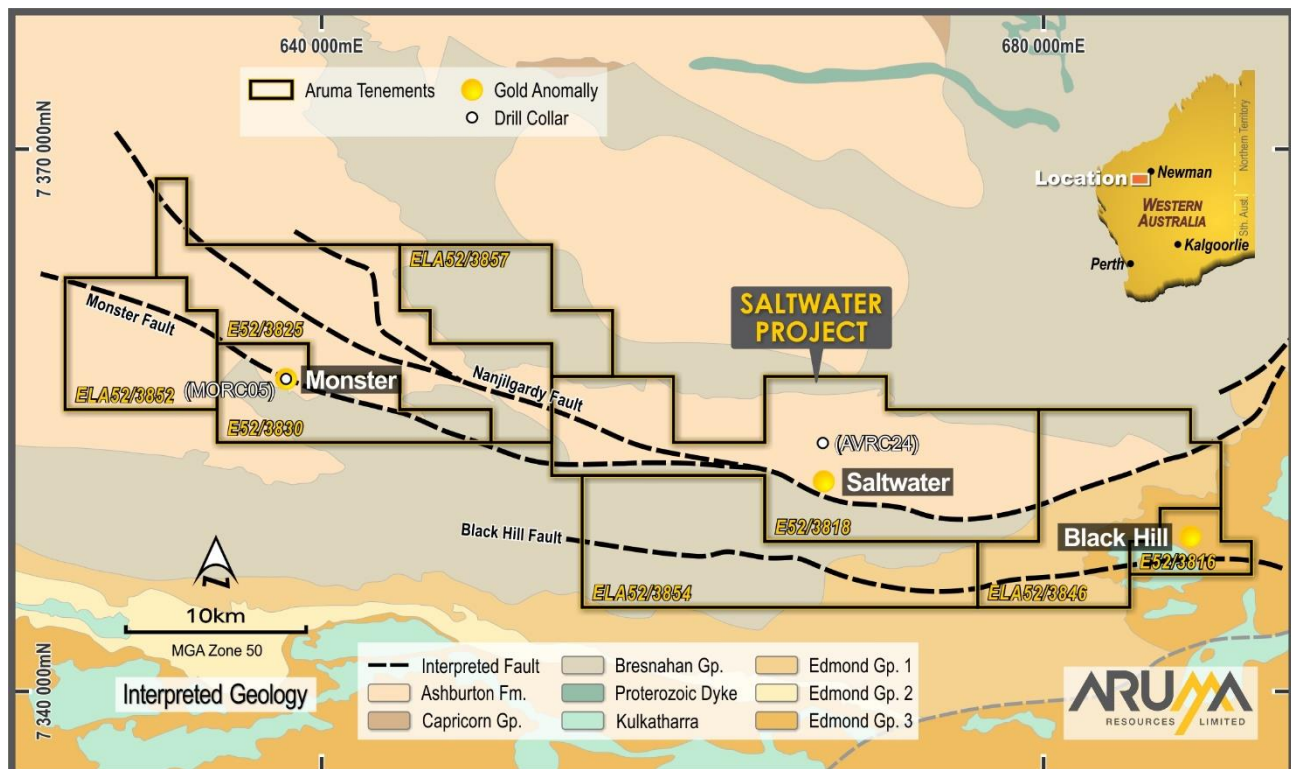 640 000mE
680 000mE
7 370 000mN
7 340 000mN
Aruma Tenements
Gold Anomally
Drill Collar
Location
Newman
WESTERN
AUSTRALIA
Kalgoorlie
Perth
Northern Territory
Sth. Aust.
ELA52/3857
SALTWATER
PROJECT
Monster Fault
E52/3825
(MORC05)
Monster
Nanjilgardy Fault
ELA52/3852
E52/3830
(AVRC24)
Saltwater
E52/3818
Black Hill Fault
Black Hill
E52/3816
ELA52/3854
ELA52/3846
N
10km
MGA Zone 50
Interpreted Geology
Interpreted Fault
Ashburton Fm.
Capricorn Gp.
Bresnahan Gp.
Proterozoic Dyke
Kulkatharra
Edmond Gp. 1
Edmond Gp. 2
Edmond Gp. 3
ARUMA
RESOURCES LIMITED